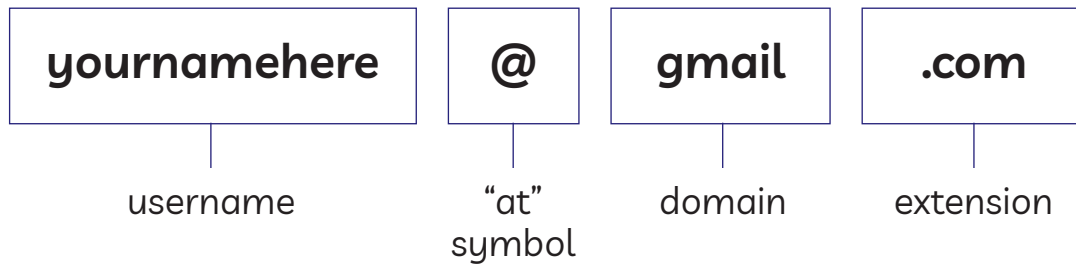 yournamehere @ gmail .com
username “at” domain extension
symbol